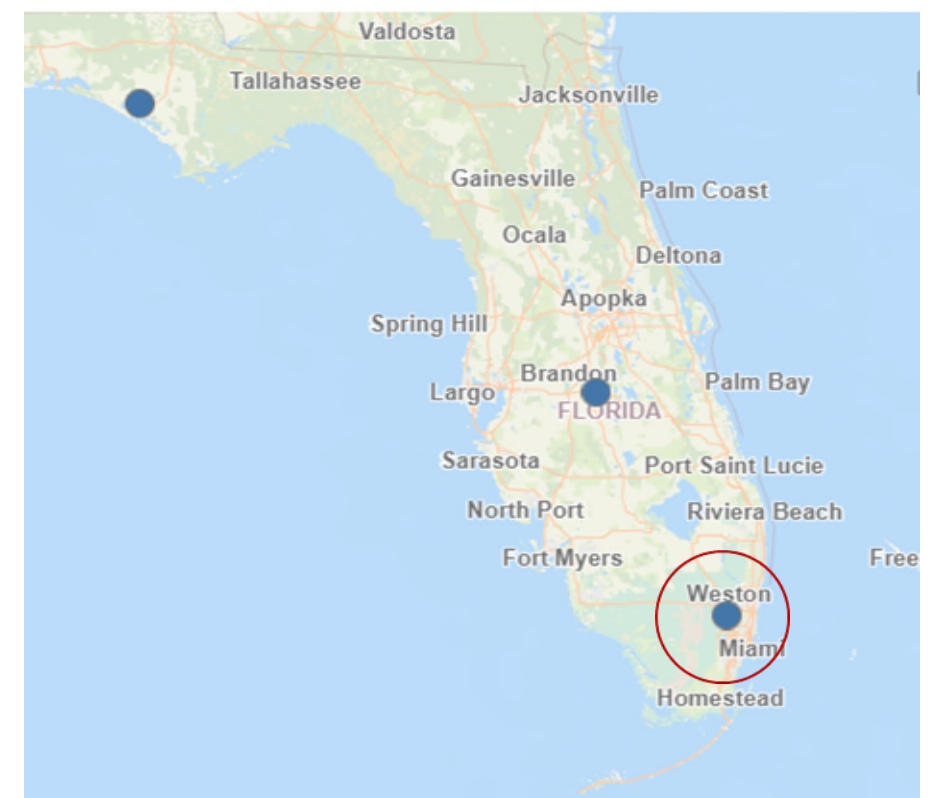 Valdosta
Tallahassee
Jacksonville
Gainesville
Palm Coast
Ocala
Deltona
Apopka
Spring Hill
Brandon
Palm Bay
Largo
FLORIDA
Sarasota
Port Saint Lucie
North Port
Riviera Beach
Fort Myers
Free
Weston
Miami
Homestead